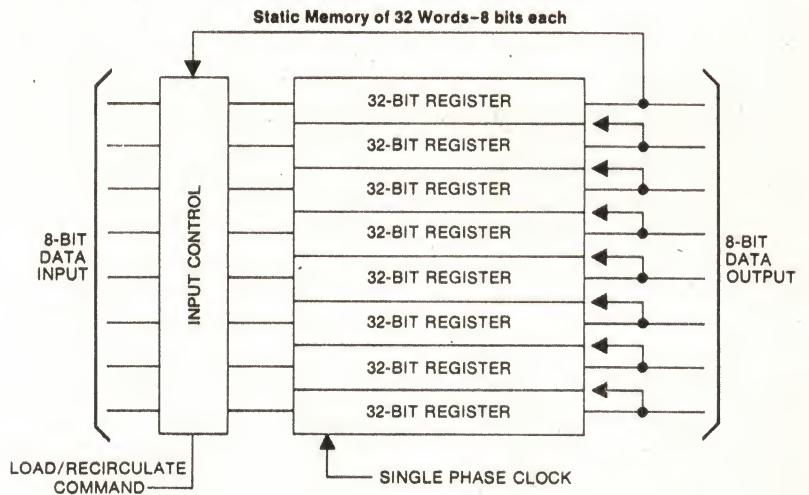 Static Memory of 32 Words–8 bits each
32-BIT REGISTER
32-BIT REGISTER
32-BIT REGISTER
32-BIT REGISTER
32-BIT REGISTER
32-BIT REGISTER
32-BIT REGISTER
32-BIT REGISTER
8-BIT
DATA
INPUT
INPUT CONTROL
8-BIT
DATA
OUTPUT
LOAD/RECIRCULATE
COMMAND
SINGLE PHASE CLOCK